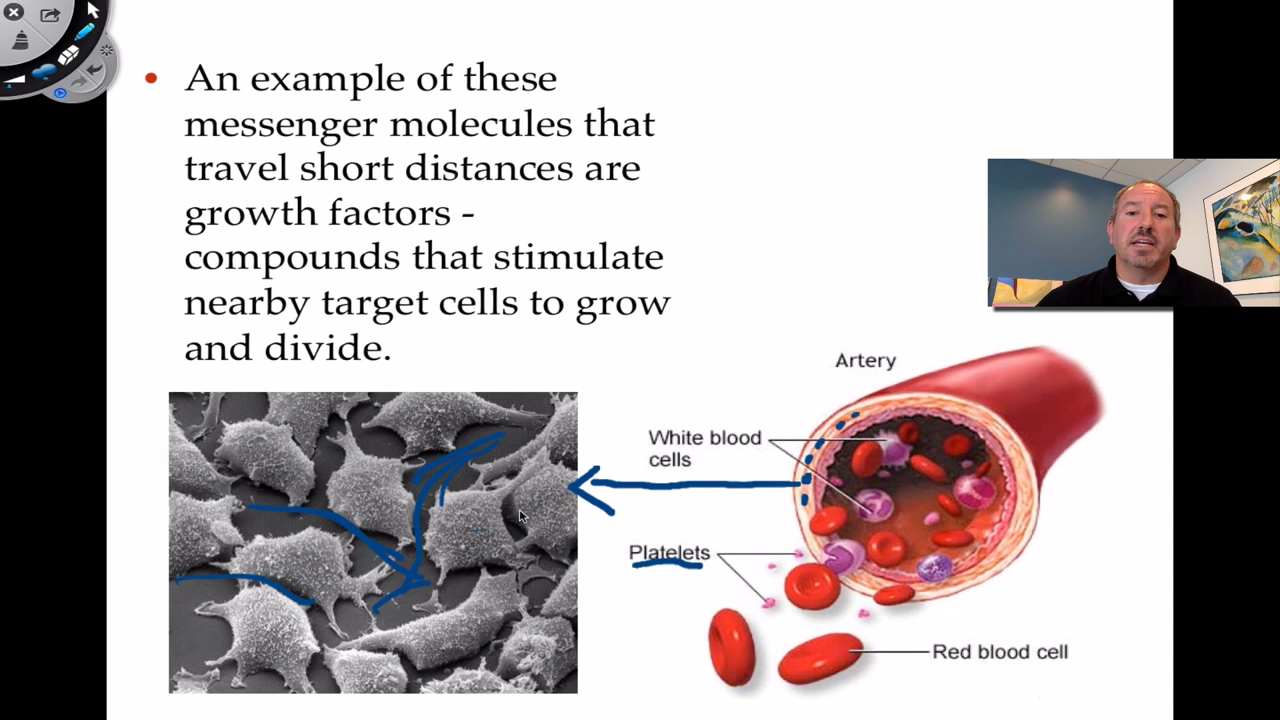 An example of these
messenger molecules that
travel short distances are
growth factors -
compounds that stimulate
nearby target cells to grow
and divide.
Artery
White blood
cells
Platelets
Red blood cell